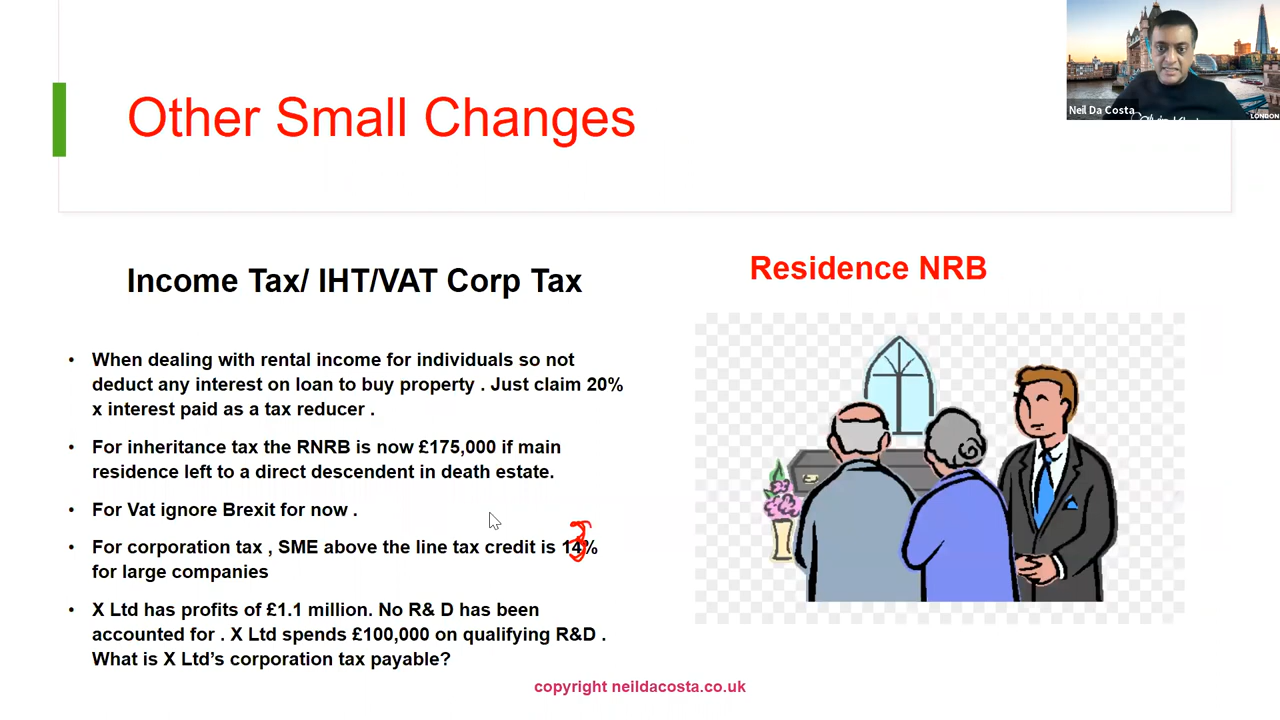 Other Small Changes
Neil Da Costa
LONDON
Income Tax/ IHT/VAT Corp Tax
Residence NRB
• When dealing with rental income for individuals so not
deduct any interest on loan to buy property . Just claim 20%
x interest paid as a tax reducer .
• For inheritance tax the RNRB is now £175,000 if main
residence left to a direct descendent in death estate.
• For Vat ignore Brexit for now .
3
• For corporation tax , SME above the line tax credit is 14%
for large companies
• X Ltd has profits of £1.1 million. No R& D has been
accounted for . X Ltd spends £100,000 on qualifying R&D .
What is X Ltd’s corporation tax payable?
copyright neildacosta.co.uk